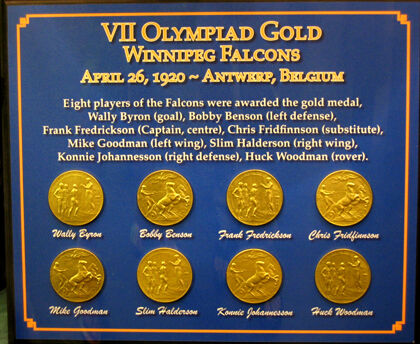 VII Olympiad Gold
Winnipeg Falcons
April 26, 1920 ~ Antwerp, Belgium
Eight players of the Falcons were awarded the gold medal,
Wally Byron (goal), Bobby Benson (left defense),
Frank Fredrickson (Captain, centre), Chris Fridfinnson (substitute),
Mike Goodman (left wing), Slim Halderson (right wing),
Konnie Johannesson (right defense), Huck Woodman (rover).
Wally Byron Bobby Benson Frank Fredrickson Chris Fridfinnson
Mike Goodman Slim Halderson Konnie Johannesson Huck Woodman